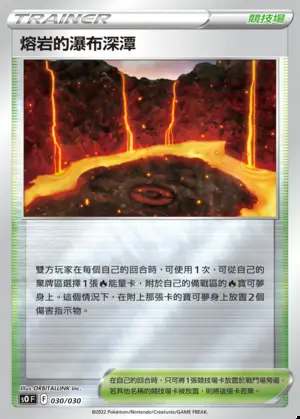 TRAINER
競技場
熔岩的瀑布深潭
雙方玩家在每個自己的回合時,可使用1次,可從自己的
棄牌區選擇1張能量卡,附於自己的備戰區的寶可夢
身上。這個情況下,在附上那張卡的寶可夢身上放置2個
傷害指示物。
Illus. ORBITALLINK Inc.
sOF F 030/030
在自己的回合時,只可將1張競技場卡放置於戰鬥場旁邊。
若其他名稱的競技場卡被放置,則將這個卡丟棄。
©2022 Pokémon/Nintendo/Creatures/GAME FREAK.